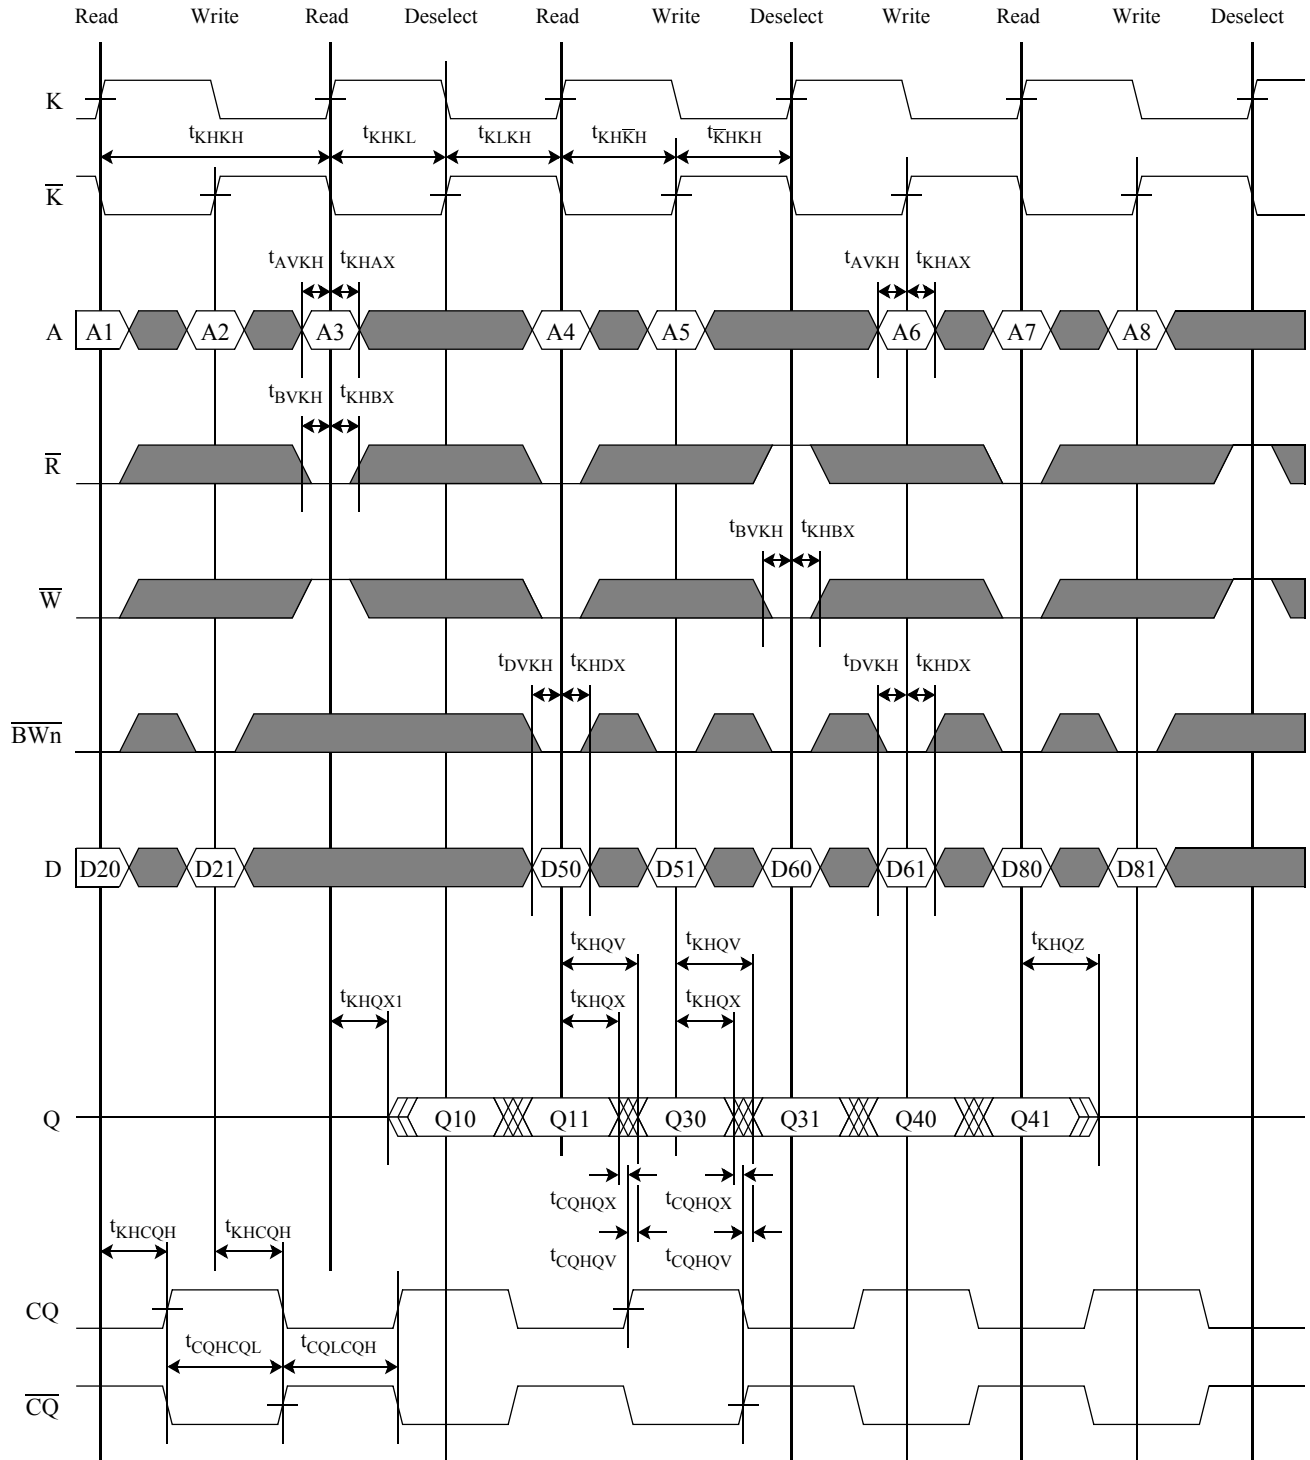 Read Write Read Deselect Read Write Deselect Write Read Write Deselect
K
tKHKH tKHKL tKLKH tKHK̅H tK̅HKH
K̅
tAVKH tKHAX tAVKH tKHAX
A A1 A2 A3 A4 A5 A6 A7 A8
tBVKH tKHBX
R̅
tBVKH tKHBX
W̅
tDVKH tKHDX tDVKH tKHDX
B̅W̅n̅
D D20 D21 D50 D51 D60 D61 D80 D81
tKHQV tKHQV tKHQZ
tKHQX1 tKHQX tKHQX
Q Q10 Q11 Q30 Q31 Q40 Q41
tCQHQX tCQHQX
tKHCQH tKHCQH tCQHQV tCQHQV
CQ
tCQHCQL tCQLCQH
C̅Q̅